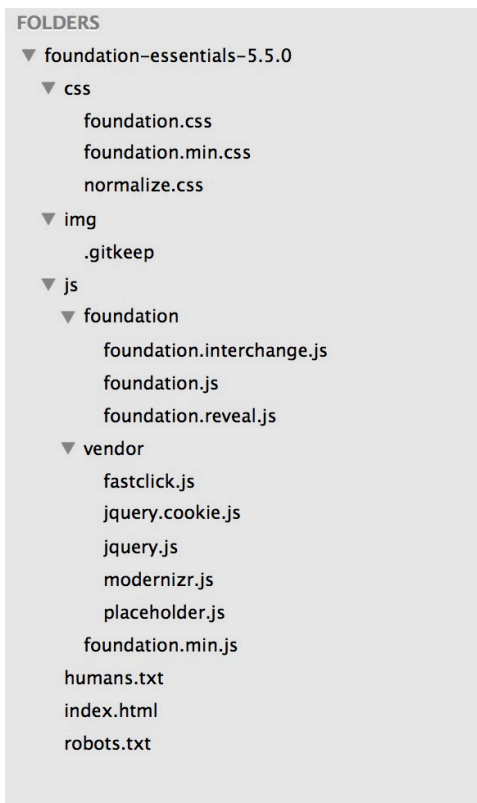 FOLDERS
foundation-essentials-5.5.0
css
foundation.css
foundation.min.css
normalize.css
img
.gitkeep
js
foundation
foundation.interchange.js
foundation.js
foundation.reveal.js
vendor
fastclick.js
jquery.cookie.js
jquery.js
modernizr.js
placeholder.js
foundation.min.js
humans.txt
index.html
robots.txt